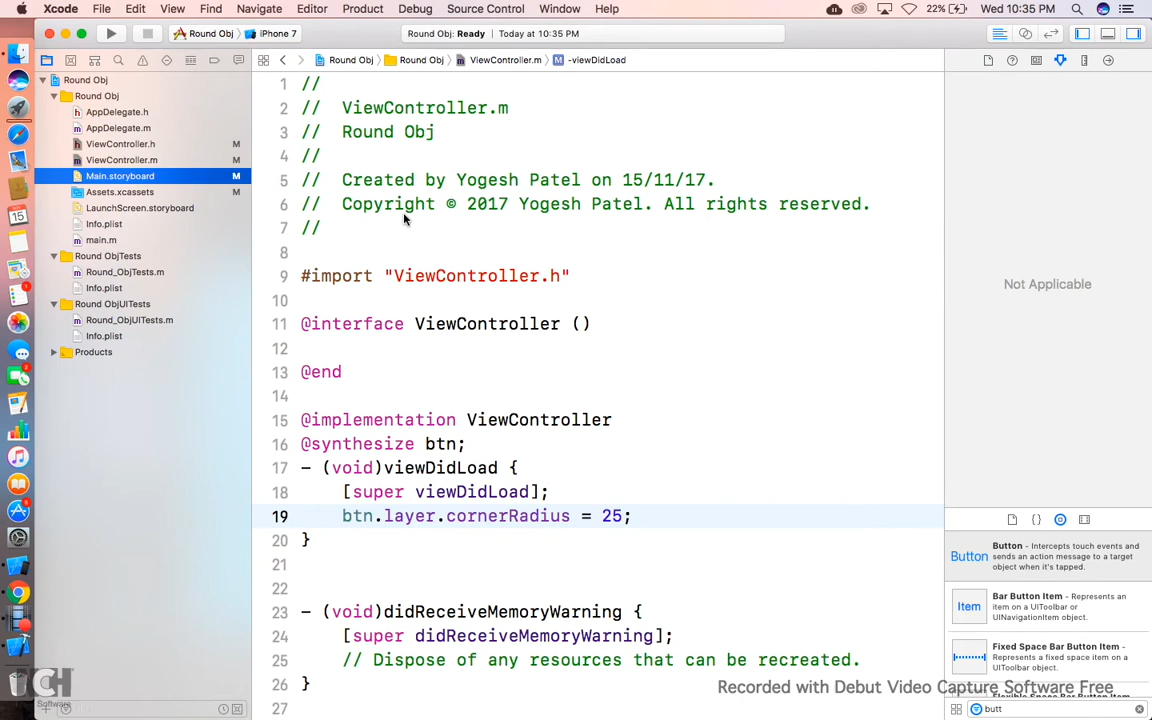 Xcode File Edit View Find Navigate Editor Product Debug Source Control Window Help 22% Wed 10:35 PM
Round Obj iPhone 7 Round Obj: Ready Today at 10:35 PM
Round Obj Round Obj ViewController.m M -viewDidLoad
Round Obj
Round Obj
AppDelegate.h
AppDelegate.m
ViewController.h M
ViewController.m M
Main.storyboard M
Assets.xcassets M
LaunchScreen.storyboard
Info.plist
main.m
Round ObjTests
Round_ObjTests.m
Info.plist
Round ObjUITests
Round_ObjUITests.m
Info.plist
Products
1 //
2 // ViewController.m
3 // Round Obj
4 //
5 // Created by Yogesh Patel on 15/11/17.
6 // Copyright © 2017 Yogesh Patel. All rights reserved.
7 //
8
9 #import "ViewController.h"
10
11 @interface ViewController ()
12
13 @end
14
15 @implementation ViewController
16 @synthesize btn;
17 - (void)viewDidLoad {
18 [super viewDidLoad];
19 btn.layer.cornerRadius = 25;
20 }
21
22
23 - (void)didReceiveMemoryWarning {
24 [super didReceiveMemoryWarning];
25 // Dispose of any resources that can be recreated.
26 }
27
Not Applicable
Button Button - Intercepts touch events and
sends an action message to a target
object when it's tapped.
Item Bar Button Item - Represents an
item on a UIToolbar or
UINavigationItem object.
Fixed Space Bar Button Item -
Represents a fixed space item on a
UIToolbar object.
butt
NCH
Software
Recorded with Debut Video Capture Software Free